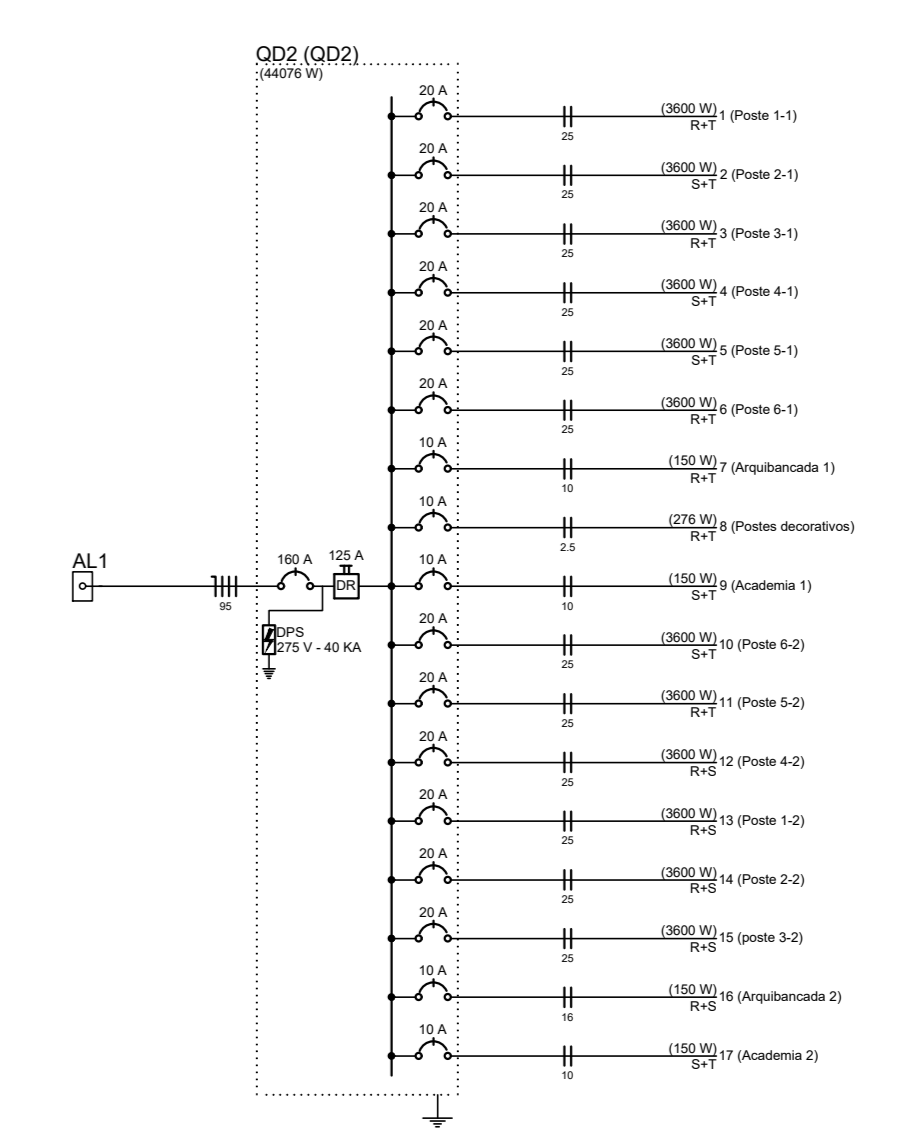 QD2 (QD2)
(44076 W)
20 A
(3600 W)
1 (Poste 1-1)
25
R+T
20 A
(3600 W)
2 (Poste 2-1)
25
S+T
20 A
(3600 W)
3 (Poste 3-1)
25
R+T
20 A
(3600 W)
4 (Poste 4-1)
25
S+T
20 A
(3600 W)
5 (Poste 5-1)
25
S+T
20 A
(3600 W)
6 (Poste 6-1)
25
R+T
10 A
(150 W)
7 (Arquibancada 1)
10
R+T
10 A
(276 W)
8 (Postes decorativos)
2.5
R+T
AL1
95
160 A
125 A
DR
DPS
275 V - 40 KA
10 A
(150 W)
9 (Academia 1)
10
S+T
20 A
(3600 W)
10 (Poste 6-2)
25
S+T
20 A
(3600 W)
11 (Poste 5-2)
25
R+T
20 A
(3600 W)
12 (Poste 4-2)
25
R+S
20 A
(3600 W)
13 (Poste 1-2)
25
R+S
20 A
(3600 W)
14 (Poste 2-2)
25
R+S
20 A
(3600 W)
15 (poste 3-2)
25
R+S
10 A
(150 W)
16 (Arquibancada 2)
16
R+S
10 A
(150 W)
17 (Academia 2)
10
S+T